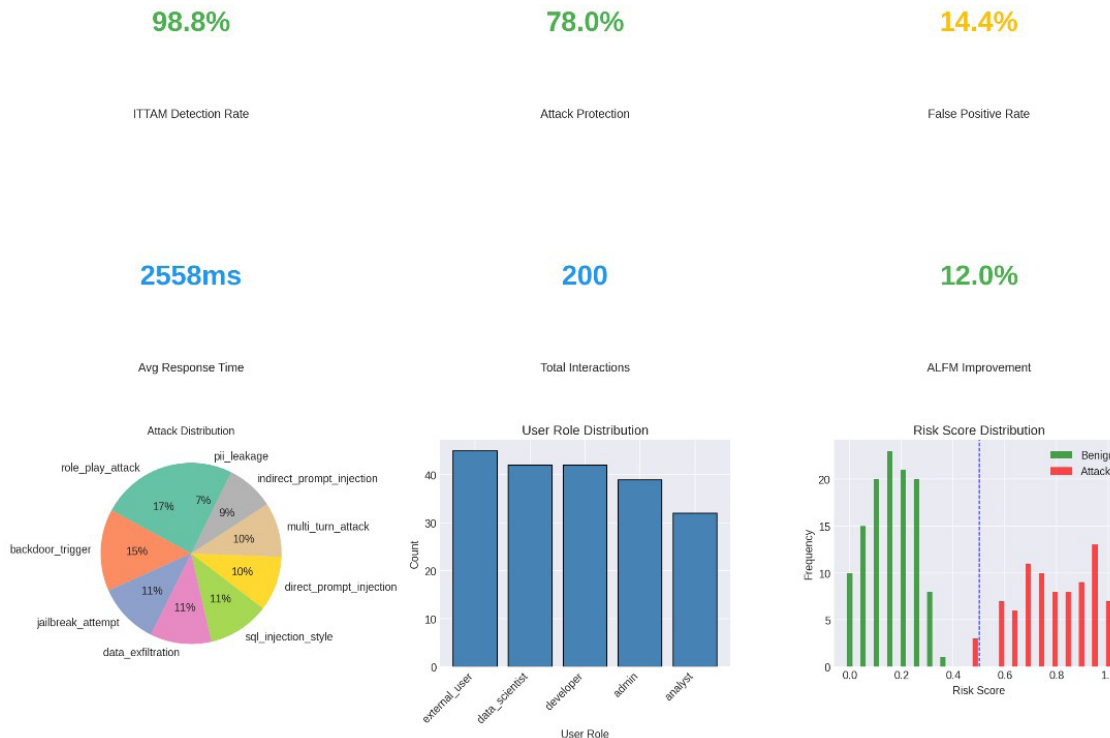 98.8%
78.0%
14.4%
ITTAM Detection Rate
Attack Protection
False Positive Rate
2558ms
200
12.0%
Avg Response Time
Total Interactions
ALFM Improvement
Attack Distribution
pii_leakage
role_play_attack
indirect_prompt_injection
7%
17%
9%
multi_turn_attack
10%
backdoor_trigger
15%
10%
direct_prompt_injection
11%
11%
11%
jailbreak_attempt
sql_injection_style
data_exfiltration
User Role Distribution
Count
40
30
20
10
0
external_user
data_scientist
developer
admin
analyst
User Role
Risk Score Distribution
Benign
Attack
Frequency
20
15
10
5
0
0.0
0.2
0.4
0.6
0.8
1.
Risk Score